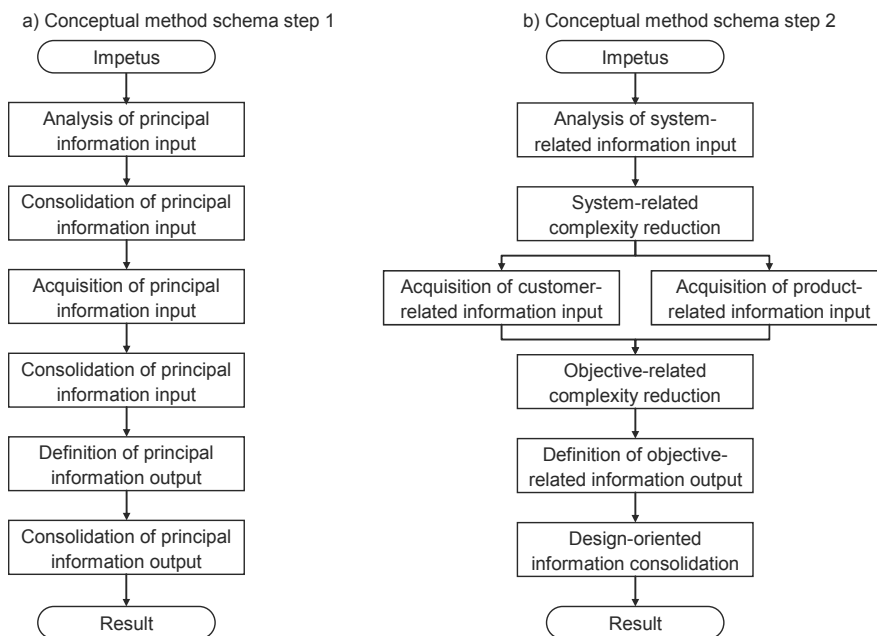 a) Conceptual method schema step 1
Impetus
Analysis of principal
information input
Consolidation of principal
information input
Acquisition of principal
information input
Consolidation of principal
information input
Definition of principal
information output
Consolidation of principal
information output
Result
b) Conceptual method schema step 2
Impetus
Analysis of system-
related information input
System-related
complexity reduction
Acquisition of customer-
related information input
Acquisition of product-
related information input
Objective-related
complexity reduction
Definition of objective-
related information output
Design-oriented
information consolidation
Result